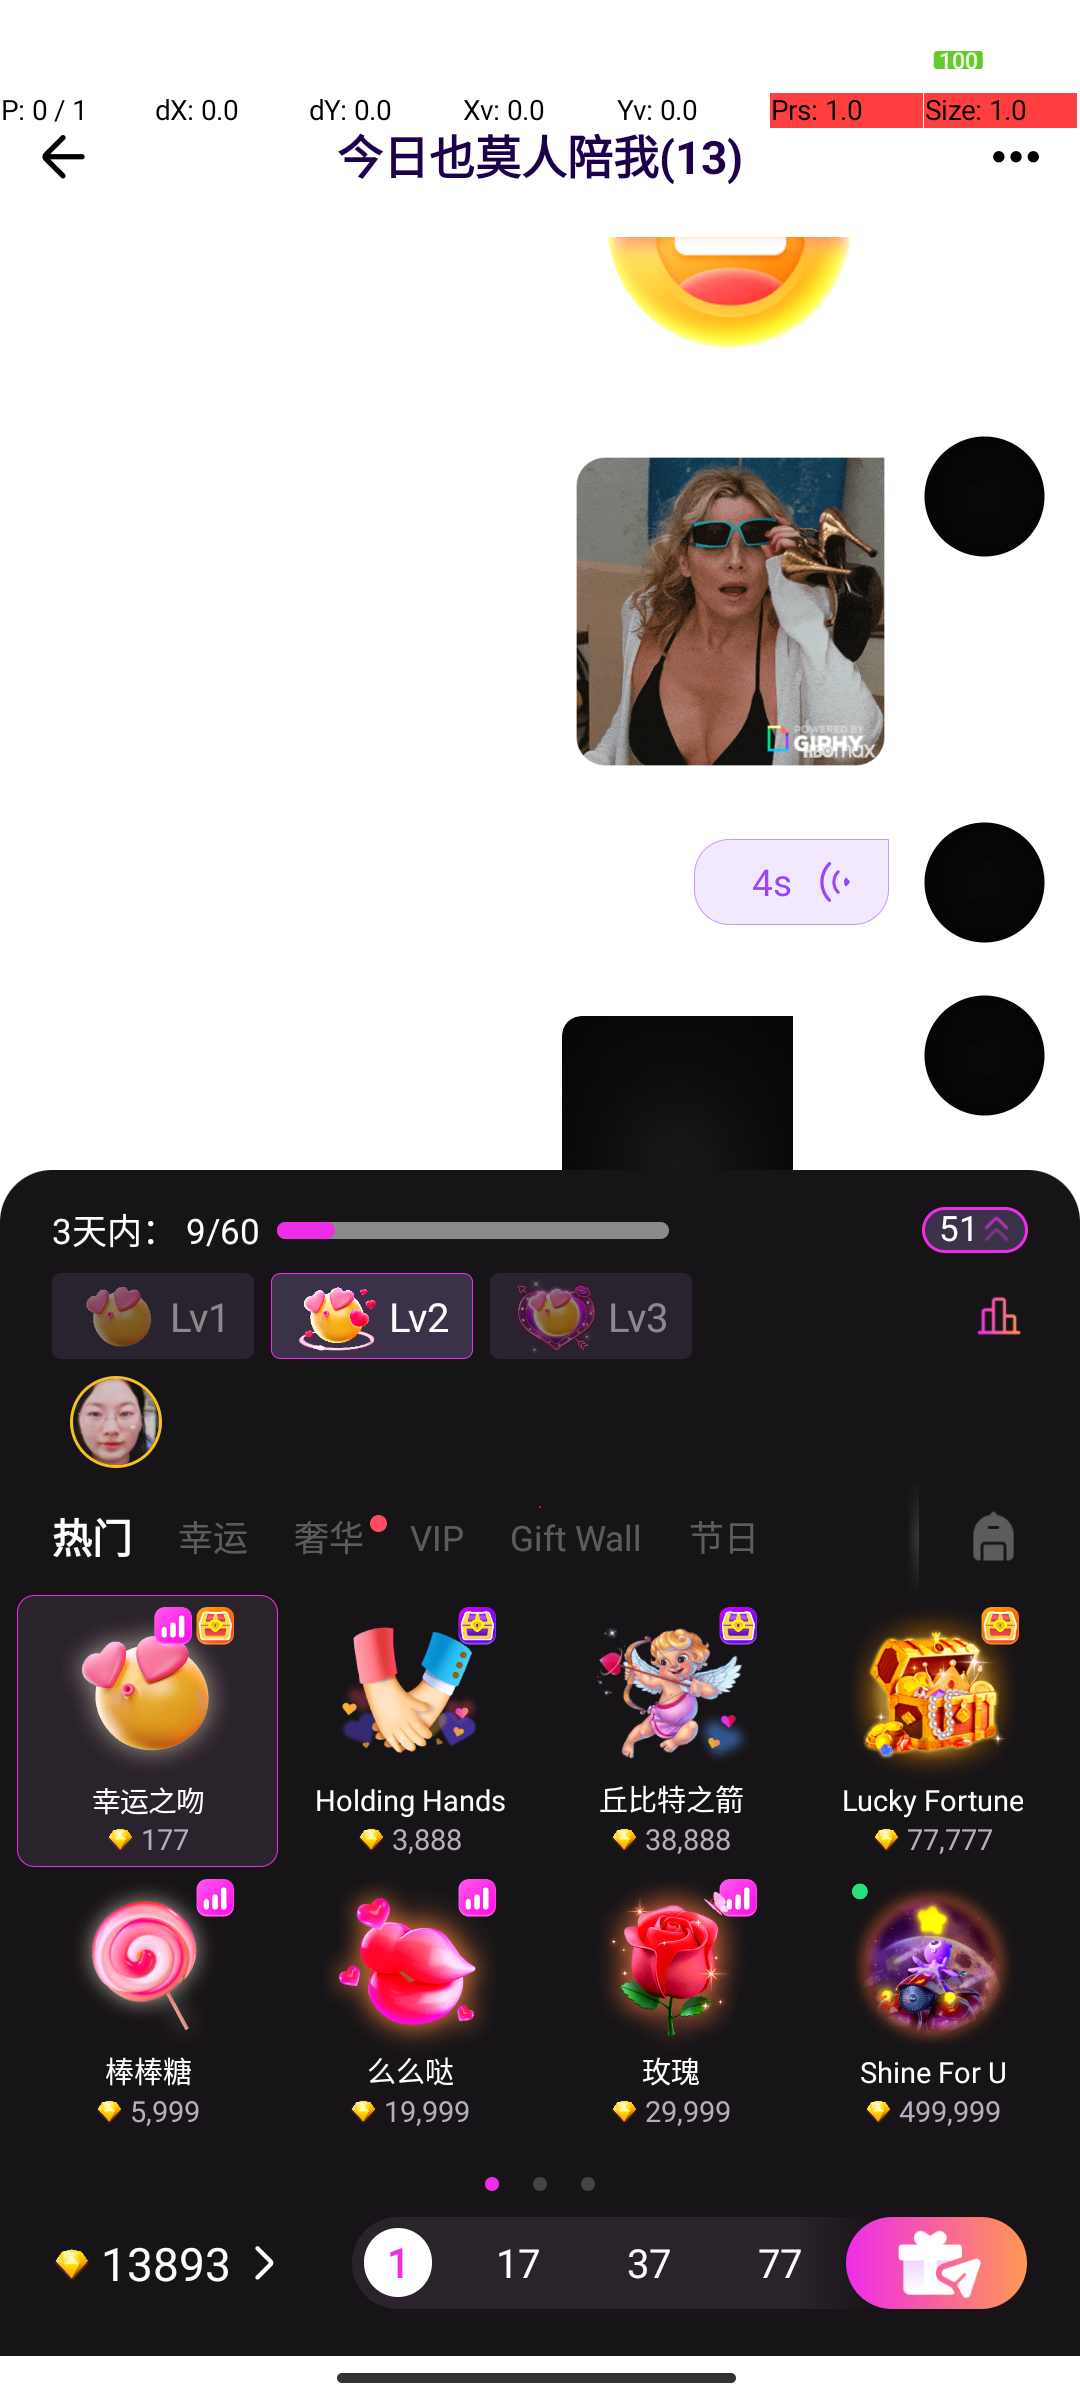 100
P: 0 / 1 dX: 0.0 dY: 0.0 Xv: 0.0 Yv: 0.0 Prs: 1.0 Size: 1.0
今日也莫人陪我(13)
POWERED BY
GIPHY
HBOmax
4s
3天内： 9/60 51
Lv1 Lv2 Lv3
热门 幸运 奢华 VIP Gift Wall 节日
幸运之吻 Holding Hands 丘比特之箭 Lucky Fortune
177 3,888 38,888 77,777
棒棒糖 么么哒 玫瑰 Shine For U
5,999 19,999 29,999 499,999
13893 1 17 37 77